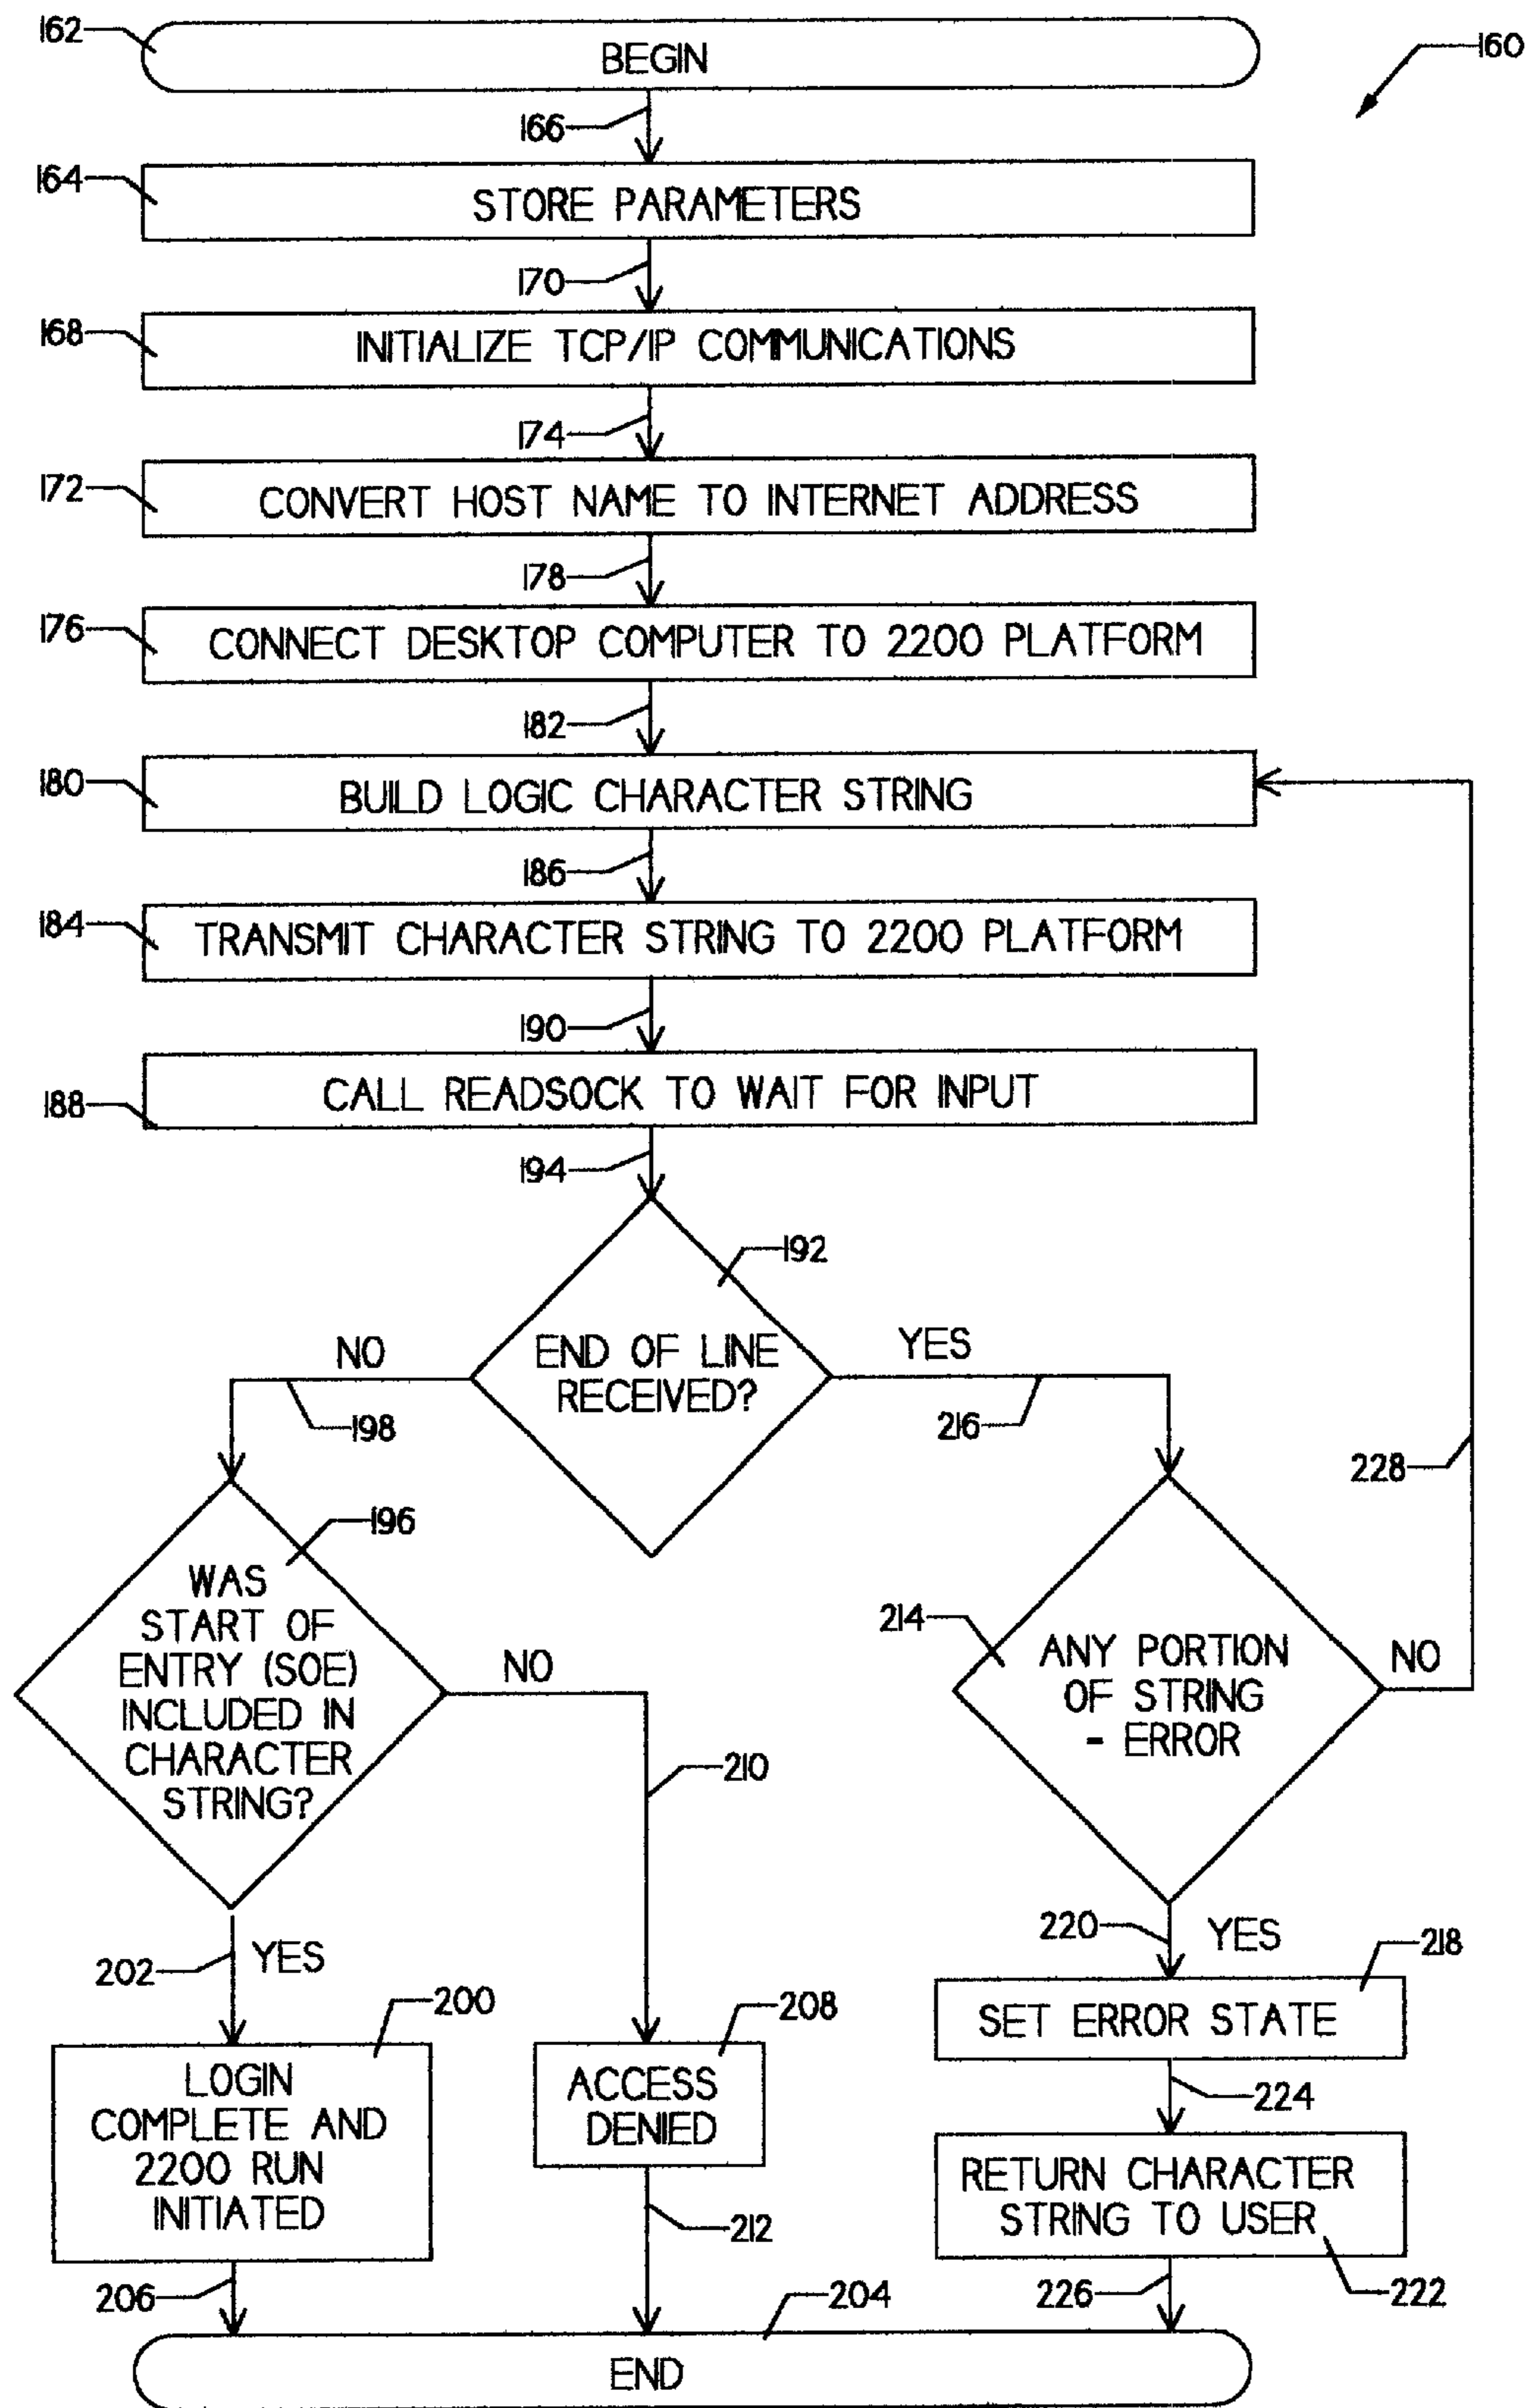 162
BEGIN
160
166
164
STORE PARAMETERS
170
168
INITIALIZE TCP/IP COMMUNICATIONS
174
172
CONVERT HOST NAME TO INTERNET ADDRESS
178
176
CONNECT DESKTOP COMPUTER TO 2200 PLATFORM
182
180
BUILD LOGIC CHARACTER STRING
186
184
TRANSMIT CHARACTER STRING TO 2200 PLATFORM
190
188
CALL READSOCK TO WAIT FOR INPUT
194
192
END OF LINE
RECEIVED?
NO
198
YES
216
228
196
WAS
START OF
ENTRY (SOE)
INCLUDED IN
CHARACTER
STRING?
NO
210
214
ANY PORTION
OF STRING
- ERROR
NO
202
YES
220
YES
200
LOGIN
COMPLETE AND
2200 RUN
INITIATED
208
ACCESS
DENIED
218
SET ERROR STATE
224
RETURN CHARACTER
STRING TO USER
222
206
212
226
204
END